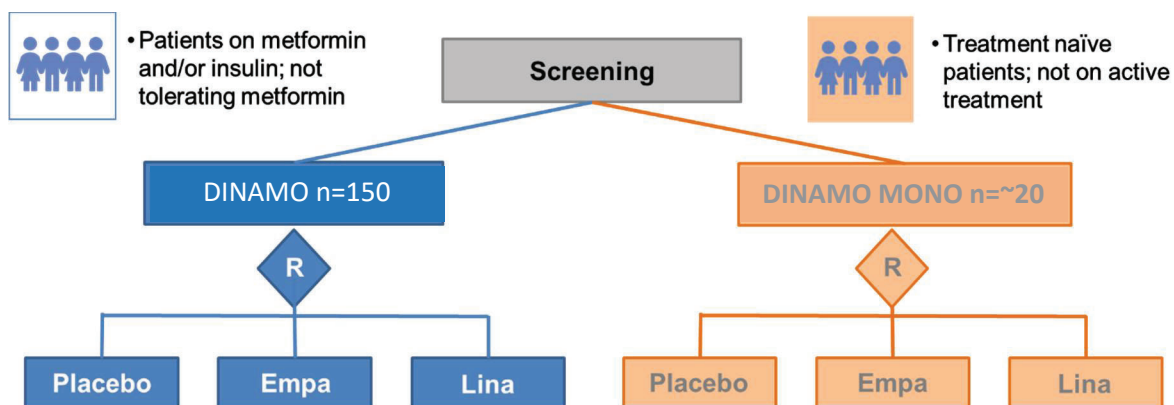 • Patients on metformin
and/or insulin; not
tolerating metformin
Screening
• Treatment naïve
patients; not on active
treatment
DINAMO n=150
DINAMO MONO n=~20
R
R
Placebo
Empa
Lina
Placebo
Empa
Lina